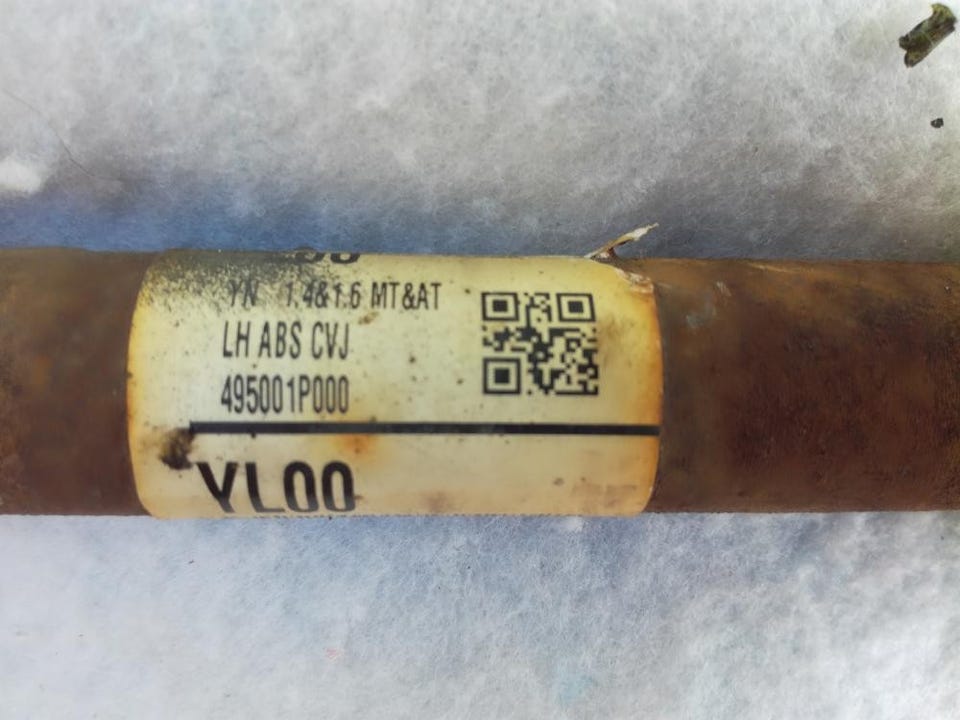 YN 1.4&1.6 MT&AT
LH ABS CVJ
495001P000
YL00